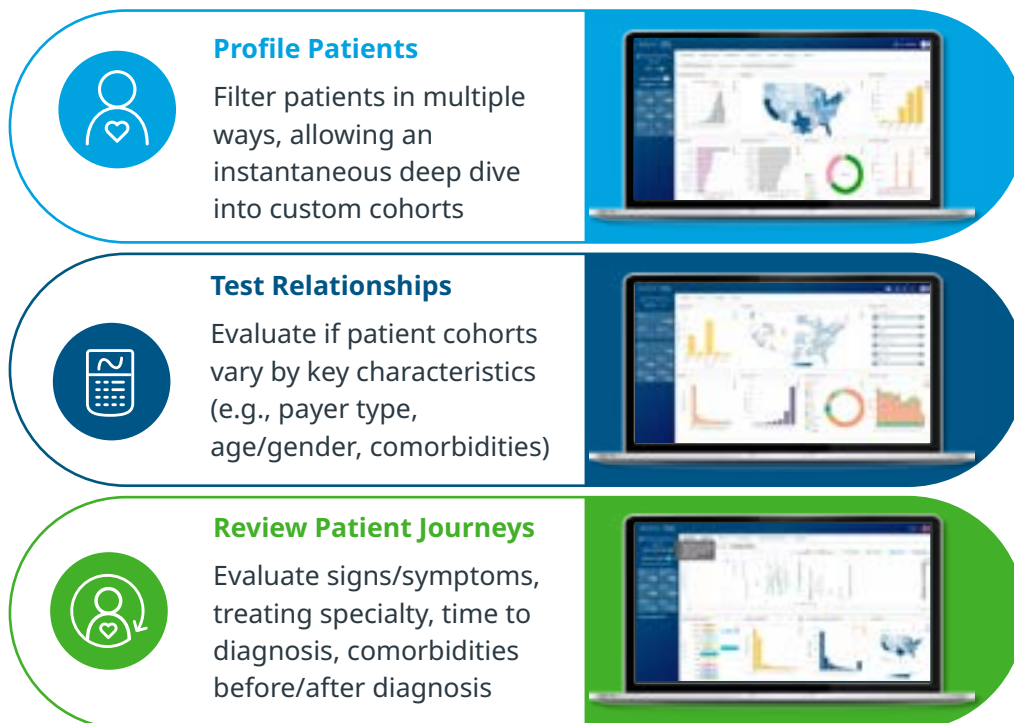 Profile Patients
Filter patients in multiple
ways, allowing an
instantaneous deep dive
into custom cohorts
Test Relationships
Evaluate if patient cohorts
vary by key characteristics
(e.g., payer type,
age/gender, comorbidities)
Review Patient Journeys
Evaluate signs/symptoms,
treating specialty, time to
diagnosis, comorbidities
before/after diagnosis